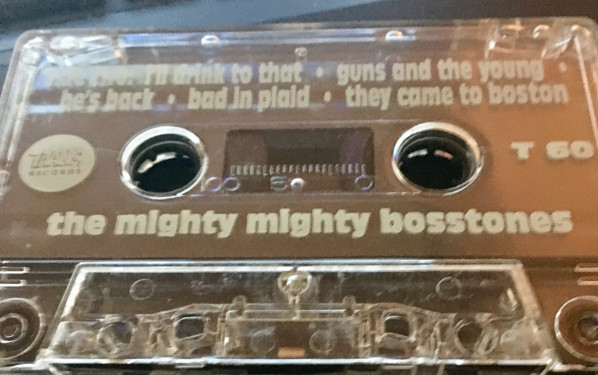 i'll drink to that • guns and the young •
he's back • bad in plaid • they came to boston
TAANG!
RECORDS
T 60
100 50 0
the mighty mighty bosstones